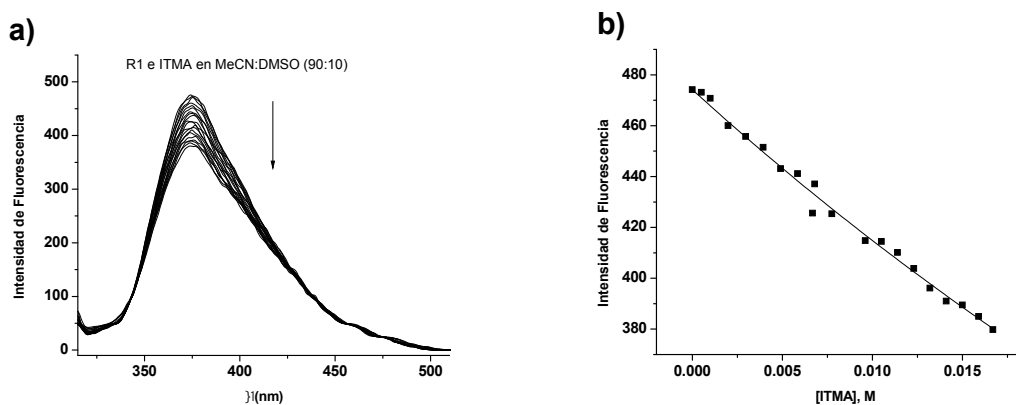 a)
R1 e ITMA en MeCN:DMSO (90:10)
Intensidad de Fluorescencia
500
400
300
200
100
0
350
400
450
500
(nm)
b)
Intensidad de Fluorescencia
480
460
440
420
400
380
0.000
0.005
0.010
0.015
[ITMA], M